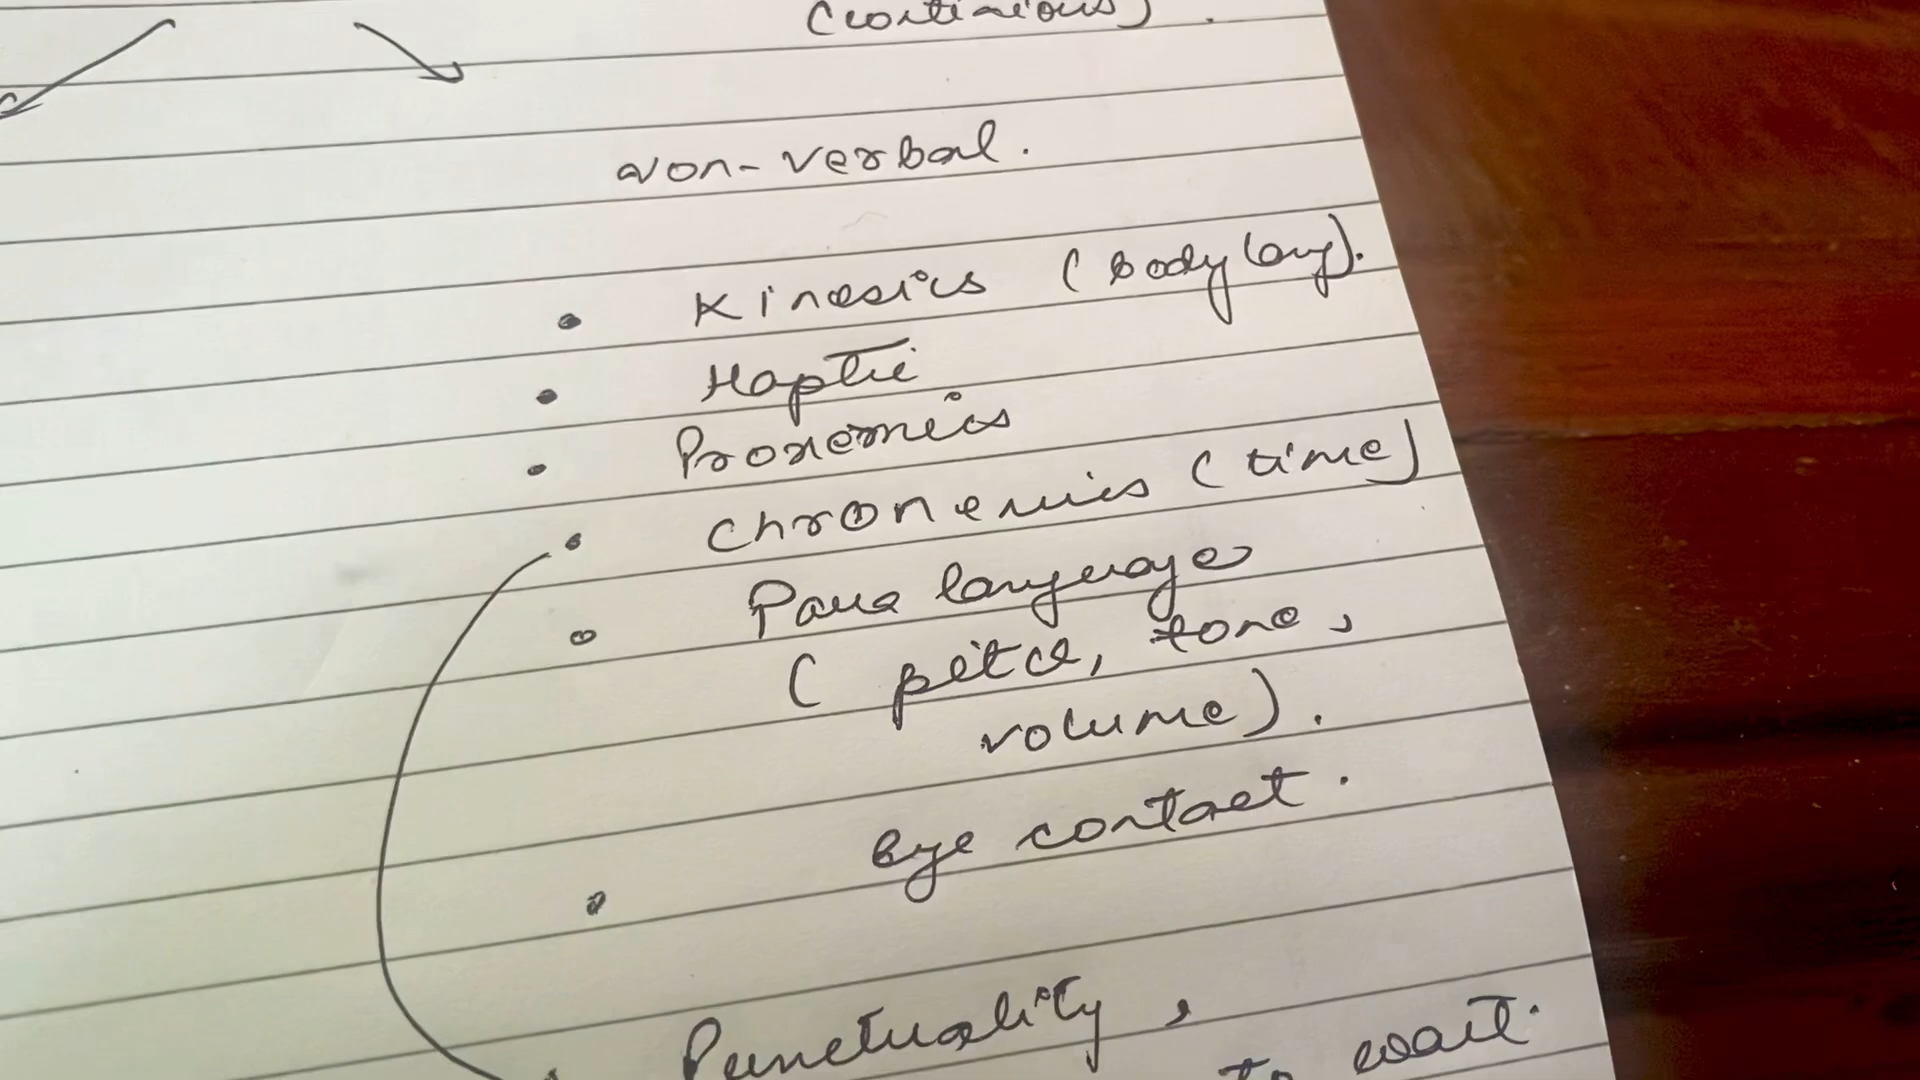 (continious) .
Non-verbal.
• Kinesics (body lang).
• Haptic
• Proxemics
• Chronemics (time)
• Para language
( pitch, tone,
volume).
• eye contact.
Punctuality,
to wait.